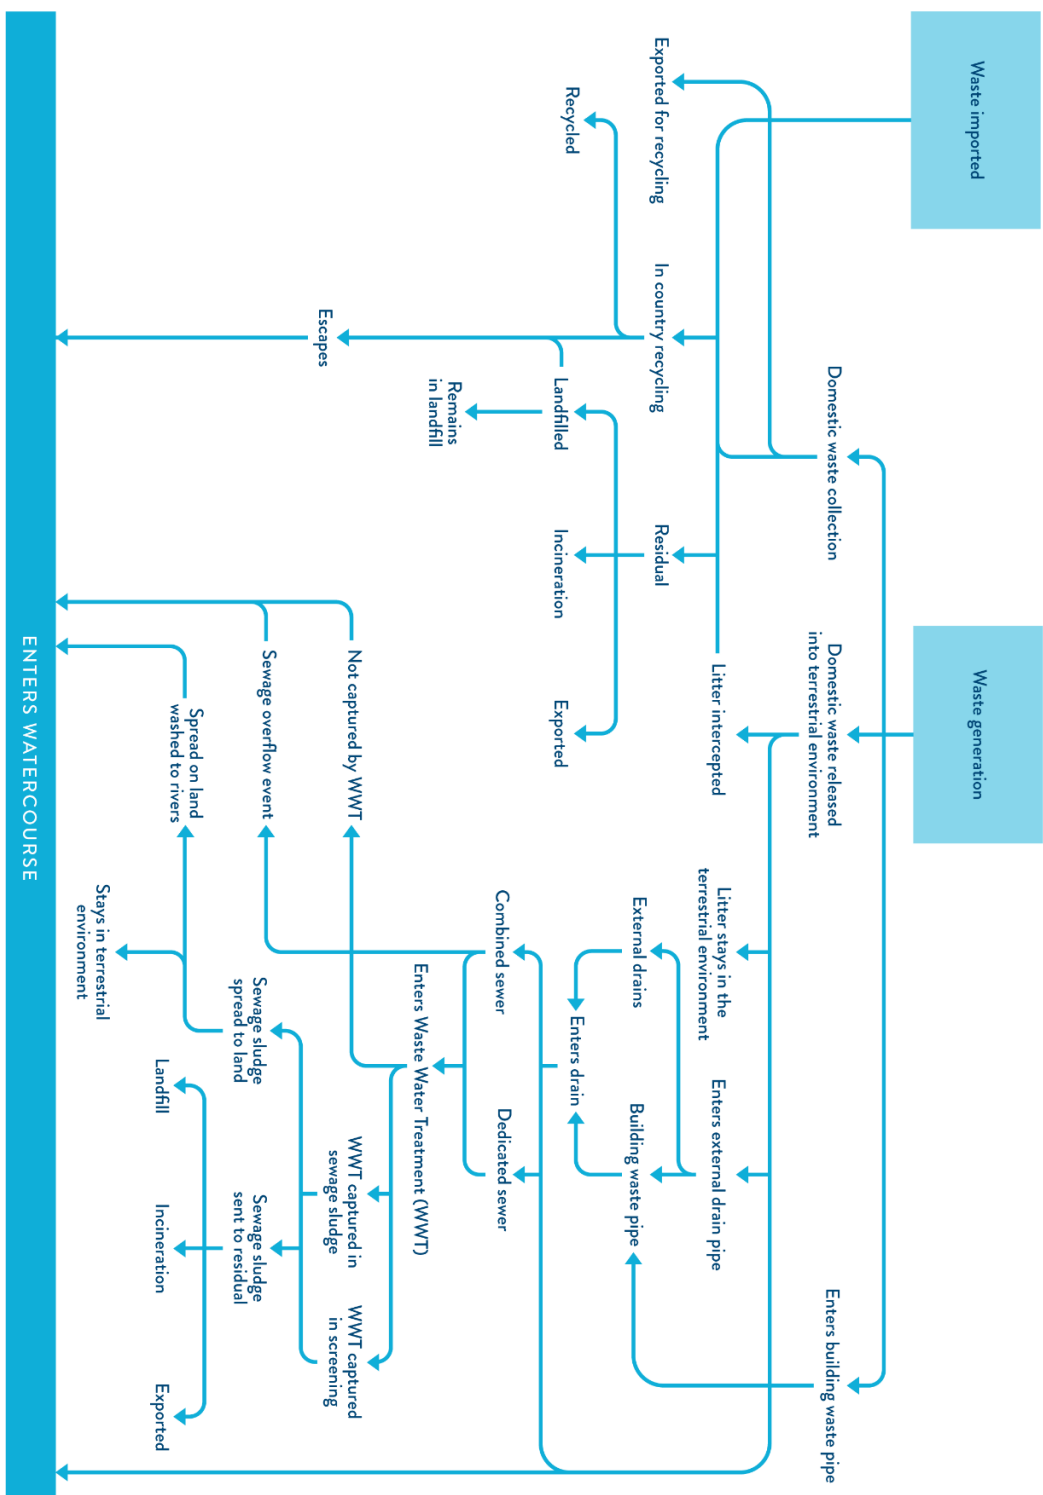 Waste imported
Waste generation
Domestic waste collection
Domestic waste released
into terrestrial environment
Enters building waste pipe
Litter intercepted
Litter stays in the
terrestrial environment
Enters external drain pipe
Exported for recycling
In country recycling
Residual
External drains
Building waste pipe
Recycled
Landfilled
Incineration
Exported
Enters drain
Combined sewer
Dedicated sewer
Remains
in landfill
Enters Waste Water Treatment (WWT)
Escapes
Not captured by WWT
WWT captured in
sewage sludge
WWT captured
in screening
Sewage overflow event
Sewage sludge
spread to land
Sewage sludge
sent to residual
Spread on land
washed to rivers
Landfill
Incineration
Exported
Stays in terrestrial
environment
ENTERS WATERCOURSE